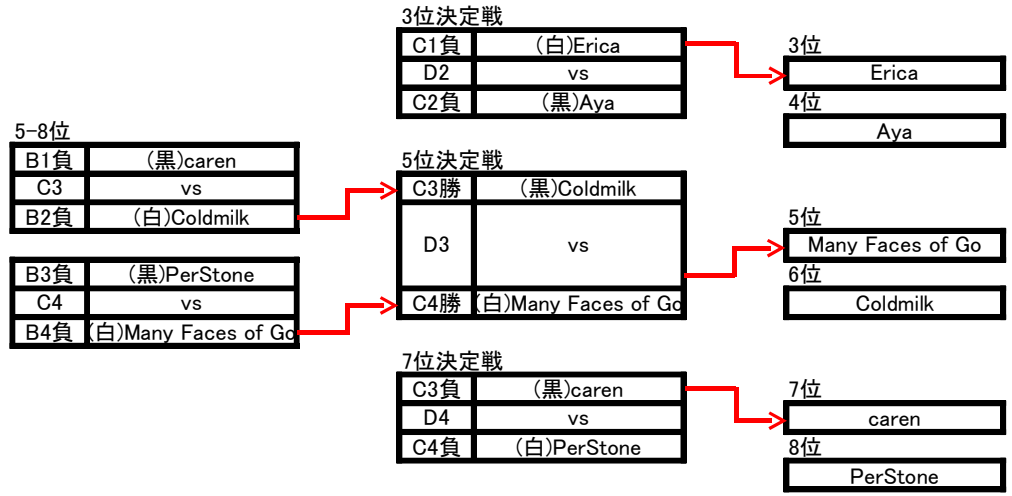 3位決定戦
C1負 (白)Erica
D2 vs
C2負 (黒)Aya
3位
Erica
4位
Aya
5-8位
B1負 (黒)caren
C3 vs
B2負 (白)Coldmilk
B3負 (黒)PerStone
C4 vs
B4負 (白)Many Faces of Go
5位決定戦
C3勝 (黒)Coldmilk
D3 vs
C4勝 (白)Many Faces of Go
5位
Many Faces of Go
6位
Coldmilk
7位決定戦
C3負 (黒)caren
D4 vs
C4負 (白)PerStone
7位
caren
8位
PerStone